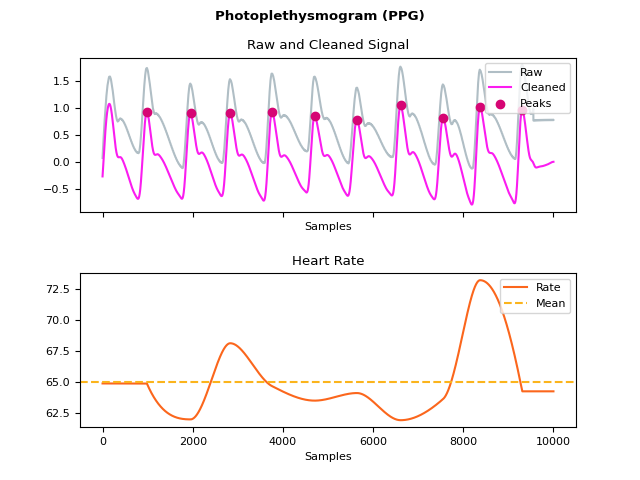 Photoplethysmogram (PPG)
Raw and Cleaned Signal
1.5
1.0
0.5
0.0
−0.5
Raw
Cleaned
Peaks
Samples
Heart Rate
72.5
70.0
67.5
65.0
62.5
Rate
Mean
0 2000 4000 6000 8000 10000
Samples